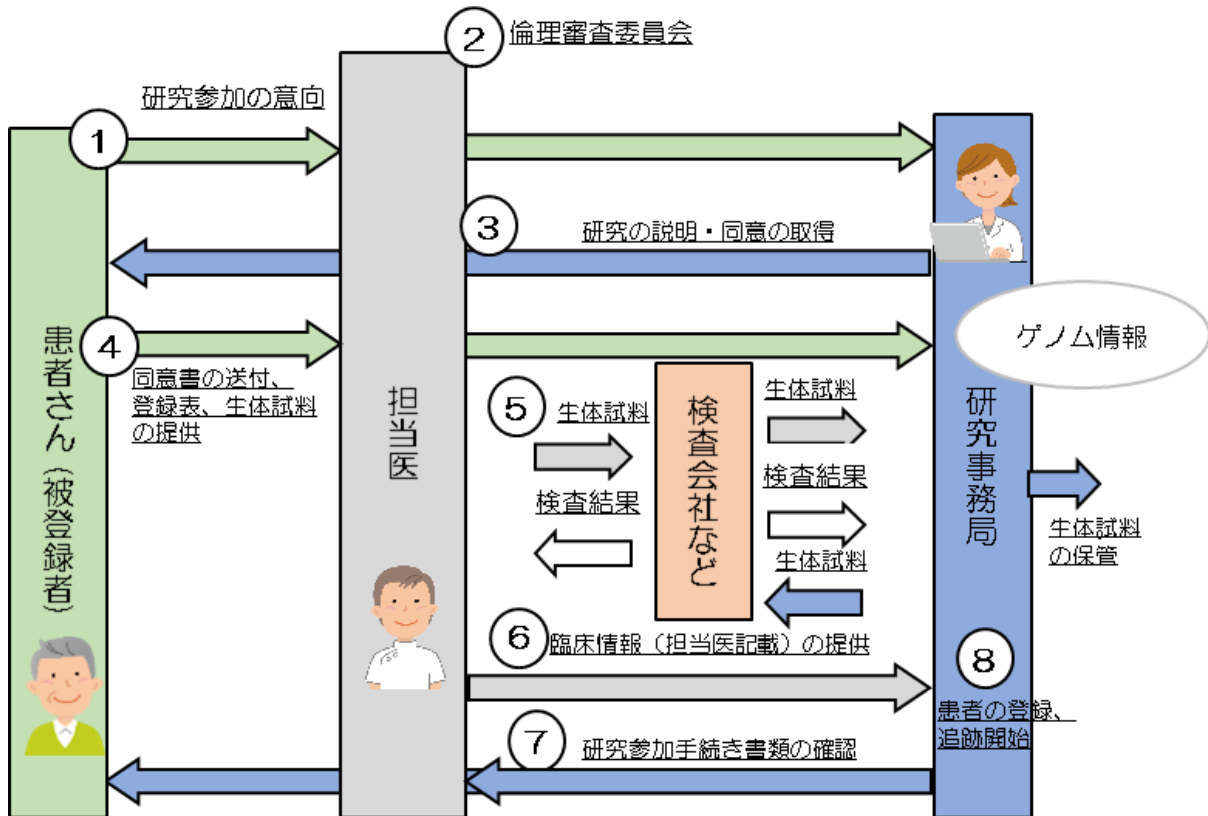 ② 倫理審査委員会
研究参加の意向
①
③ 研究の説明・同意の取得
ゲノム情報
④
同意書の送付、
登録表、生体試料
の提供
患者さん(被登録者)
担当医
⑤ 生体試料
検査結果
検査会社など
生体試料
検査結果
生体試料
研究事務局
生体試料
の保管
⑥ 臨床情報(担当医記載)の提供
⑧
患者の登録、
追跡開始
⑦ 研究参加手続き書類の確認